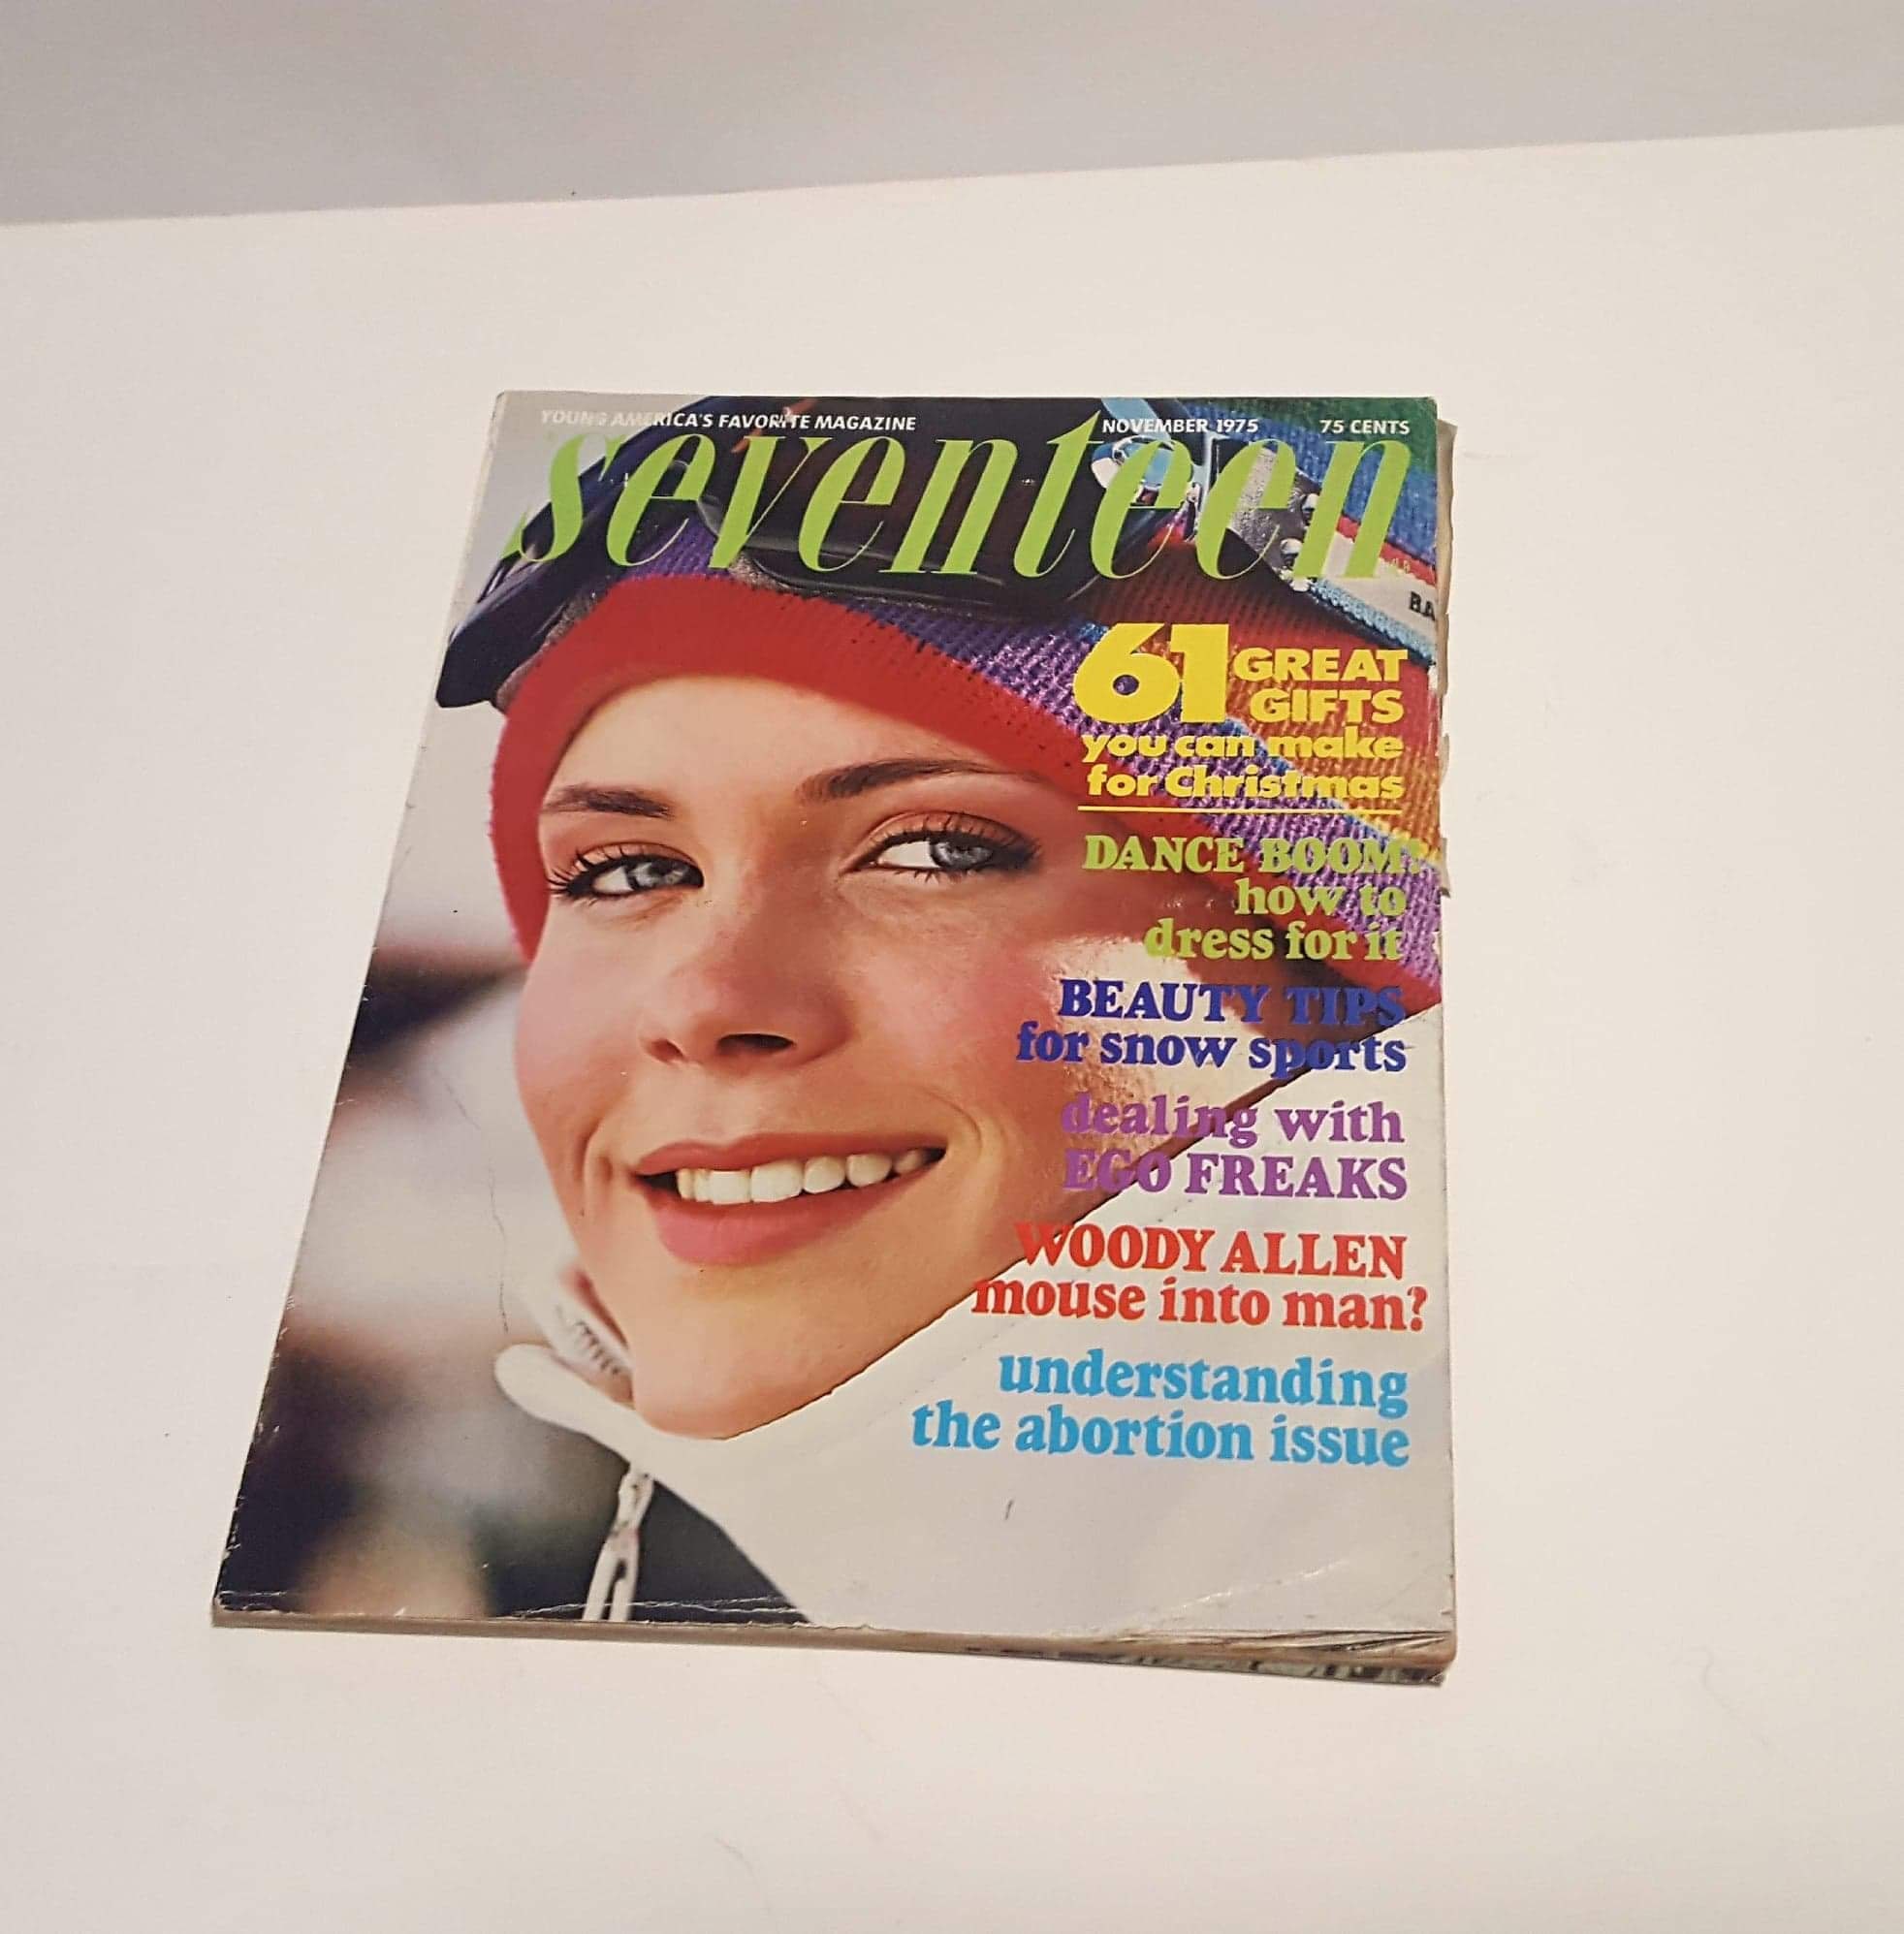 YOUNG AMERICA'S FAVORITE MAGAZINE NOVEMBER 1975 75 CENTS
seventeen
61 GREAT
GIFTS
you can make
for Christmas
DANCE BOOM:
how to
dress for it
BEAUTY TIPS
for snow sports
dealing with
EGO FREAKS
WOODY ALLEN
mouse into man?
understanding
the abortion issue